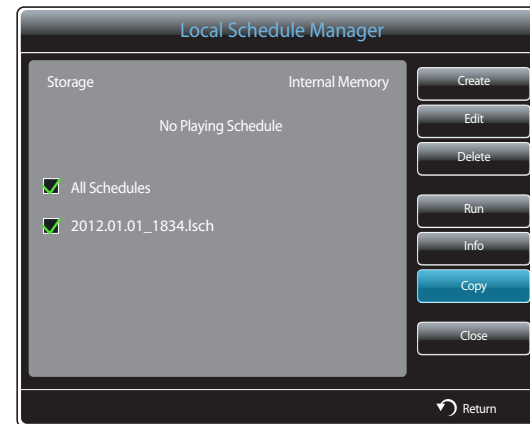 Local Schedule Manager
Storage Internal Memory
No Playing Schedule
All Schedules
2012.01.01_1834.lsch
Create
Edit
Delete
Run
Info
Copy
Close
Return